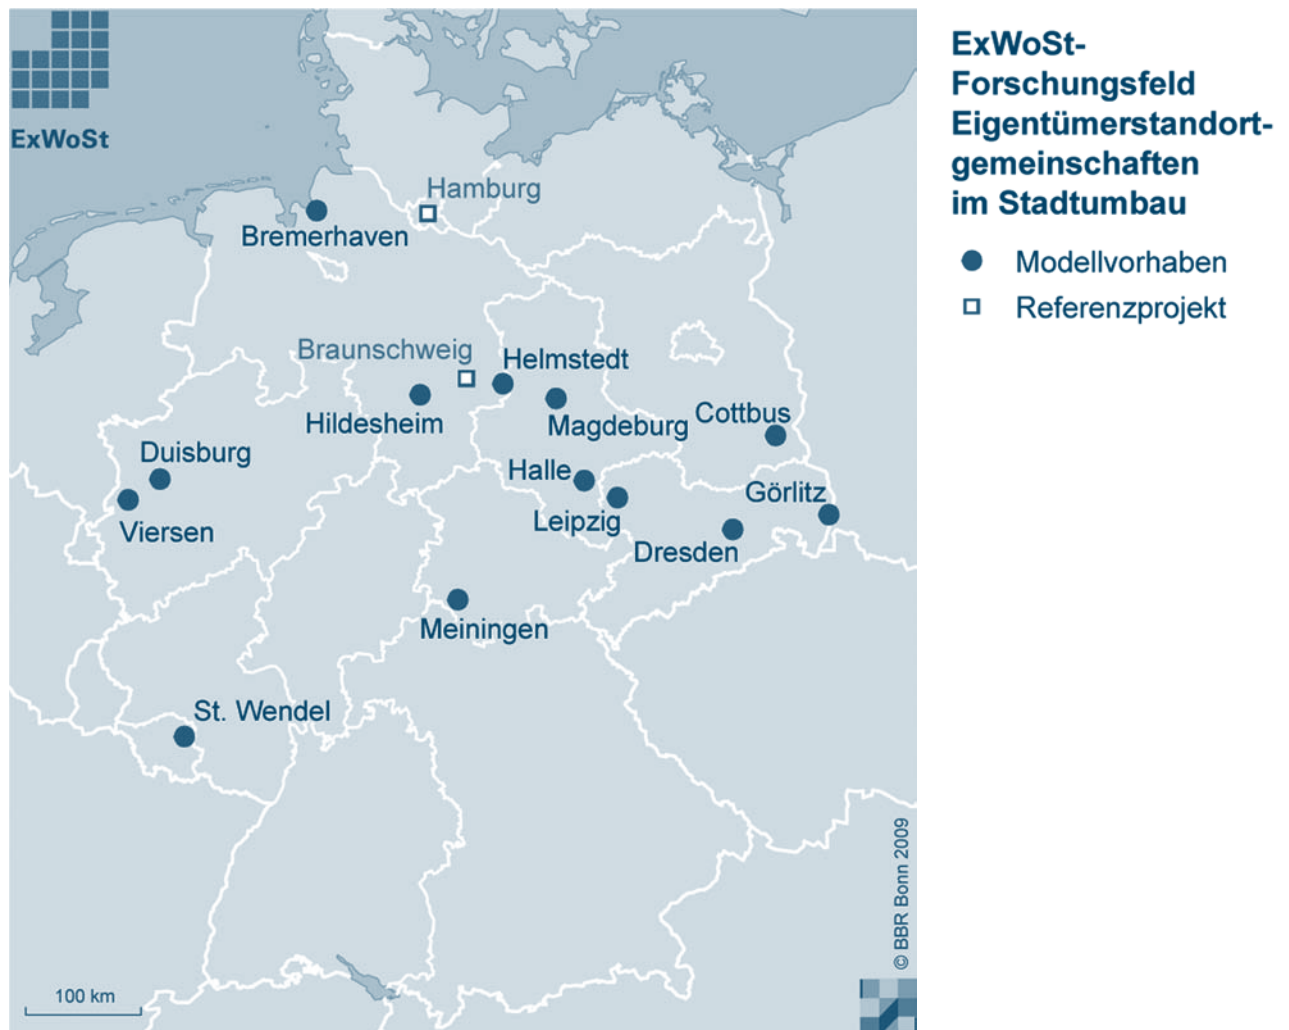 ExWoSt
ExWoSt-
Forschungsfeld
Eigentümerstandort-
gemeinschaften
im Stadtumbau
Modellvorhaben
Referenzprojekt
Hamburg
Bremerhaven
Braunschweig
Helmstedt
Hildesheim
Magdeburg
Cottbus
Duisburg
Halle
Görlitz
Viersen
Leipzig
Dresden
Meiningen
St. Wendel
100 km
© BBR Bonn 2009